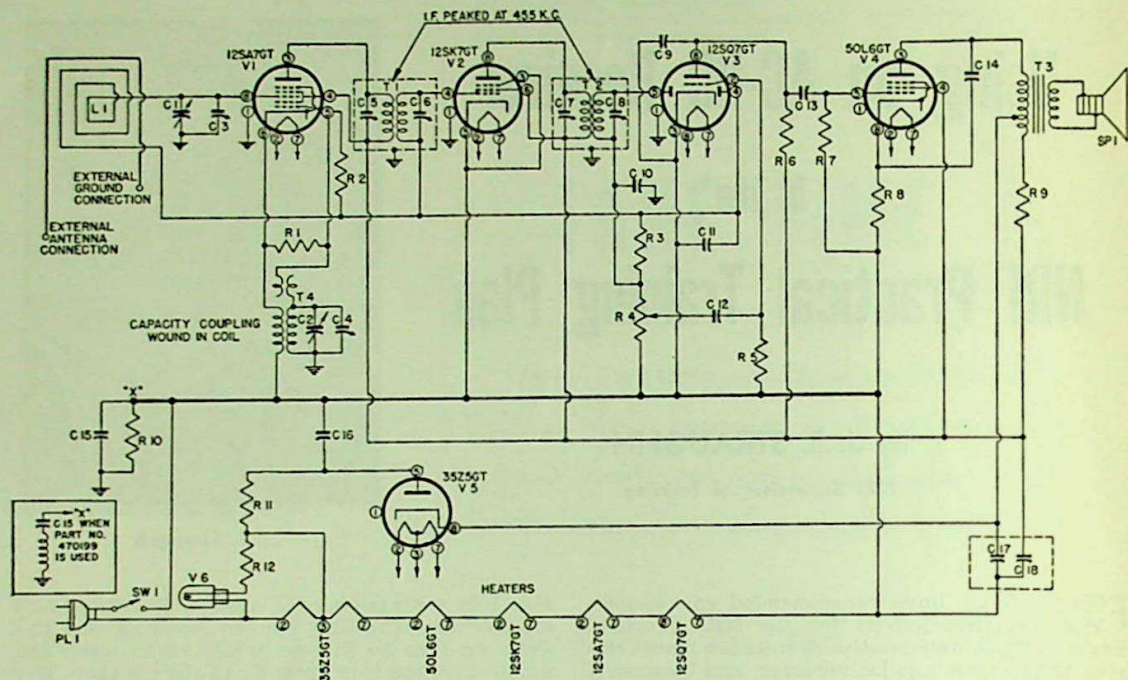 I.F. PEAKED AT 455 K.C.
12SA7GT
V1
12SK7GT
V2
12SQ7GT
V3
50L6GT
V4
L1
C1
C3
T1
C5
C6
T2
C7
C8
C9
C13
C14
T3
SP1
R2
R6
R7
R8
R9
C10
EXTERNAL
GROUND
CONNECTION
EXTERNAL
ANTENNA
CONNECTION
R1
R3
C11
T4
C2
C4
R4
C12
CAPACITY COUPLING
WOUND IN COIL
R5
"X"
C15
R10
C16
35Z5GT
V5
R11
R12
"X"
C15 WHEN
PART NO.
470199
IS USED
V6
SW1
PL1
HEATERS
C17
C18
35Z5GT
50L6GT
12SK7GT
12SA7GT
12SQ7GT